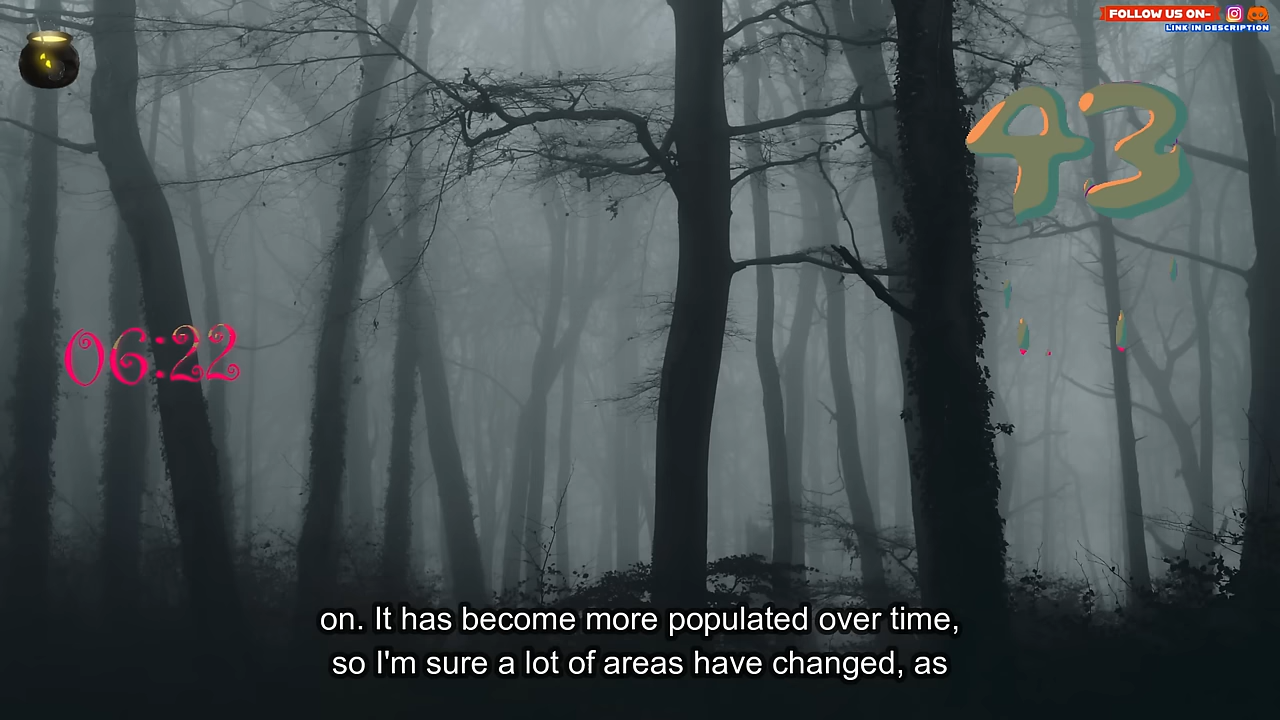 FOLLOW US ON-
LINK IN DESCRIPTION
43
06:22
on. It has become more populated over time,
so I'm sure a lot of areas have changed, as